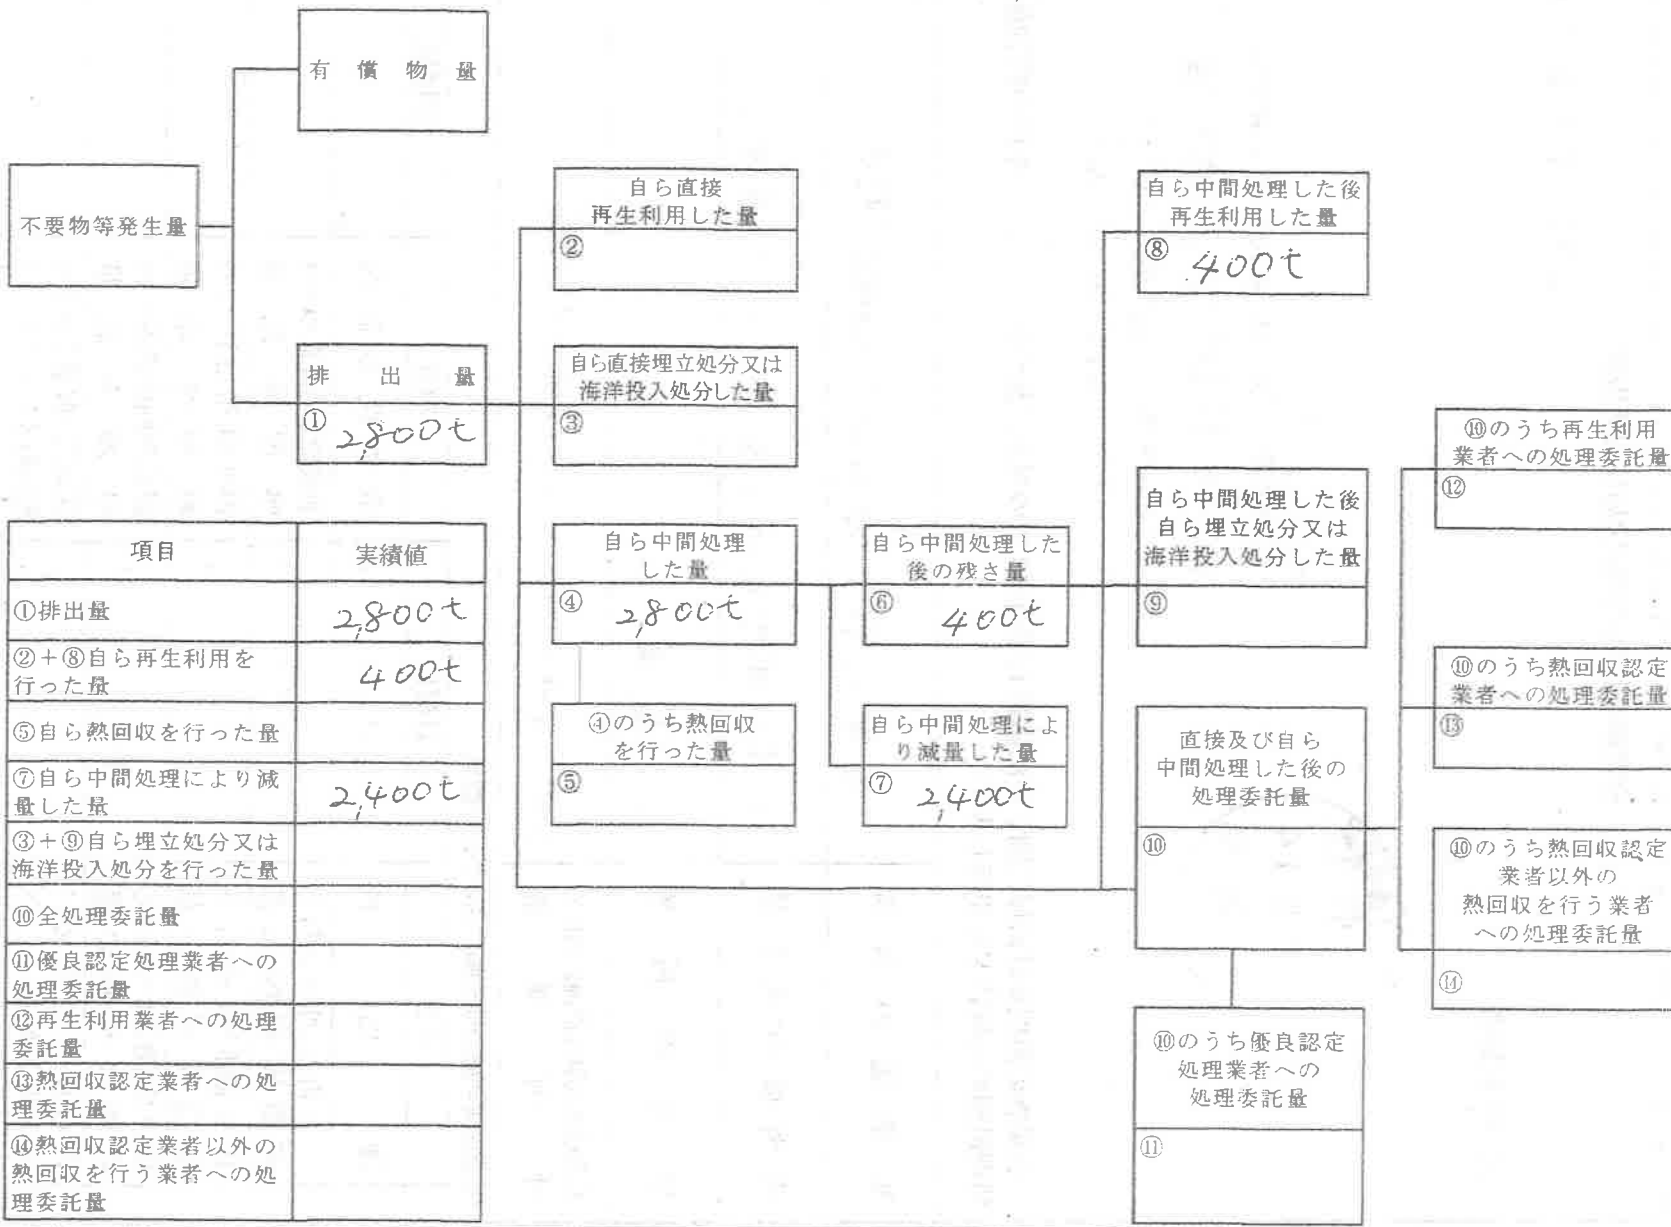 有償物量
不要物等発生量
排出量
① 2,800t
自ら直接
再生利用した量
②
自ら直接埋立処分又は
海洋投入処分した量
③
自ら中間処理
した量
④ 2,800t
④のうち熱回収
を行った量
⑤
自ら中間処理した
後の残さ量
⑥ 400t
自ら中間処理によ
り減量した量
⑦ 2,400t
自ら中間処理した後
再生利用した量
⑧ 400t
自ら中間処理した後
自ら埋立処分又は
海洋投入処分した量
⑨
直接及び自ら
中間処理した後の
処理委託量
⑩
⑩のうち優良認定
処理業者への
処理委託量
⑪
⑩のうち再生利用
業者への処理委託量
⑫
⑩のうち熱回収認定
業者への処理委託量
⑬
⑩のうち熱回収認定
業者以外の
熱回収を行う業者
への処理委託量
⑭
項目 実績値
①排出量 2,800t
②+⑧自ら再生利用を
行った量 400t
⑤自ら熱回収を行った量
⑦自ら中間処理により減
量した量 2,400t
③+⑨自ら埋立処分又は
海洋投入処分を行った量
⑩全処理委託量
⑪優良認定処理業者への
処理委託量
⑫再生利用業者への処理
委託量
⑬熱回収認定業者への処
理委託量
⑭熱回収認定業者以外の
熱回収を行う業者への処
理委託量